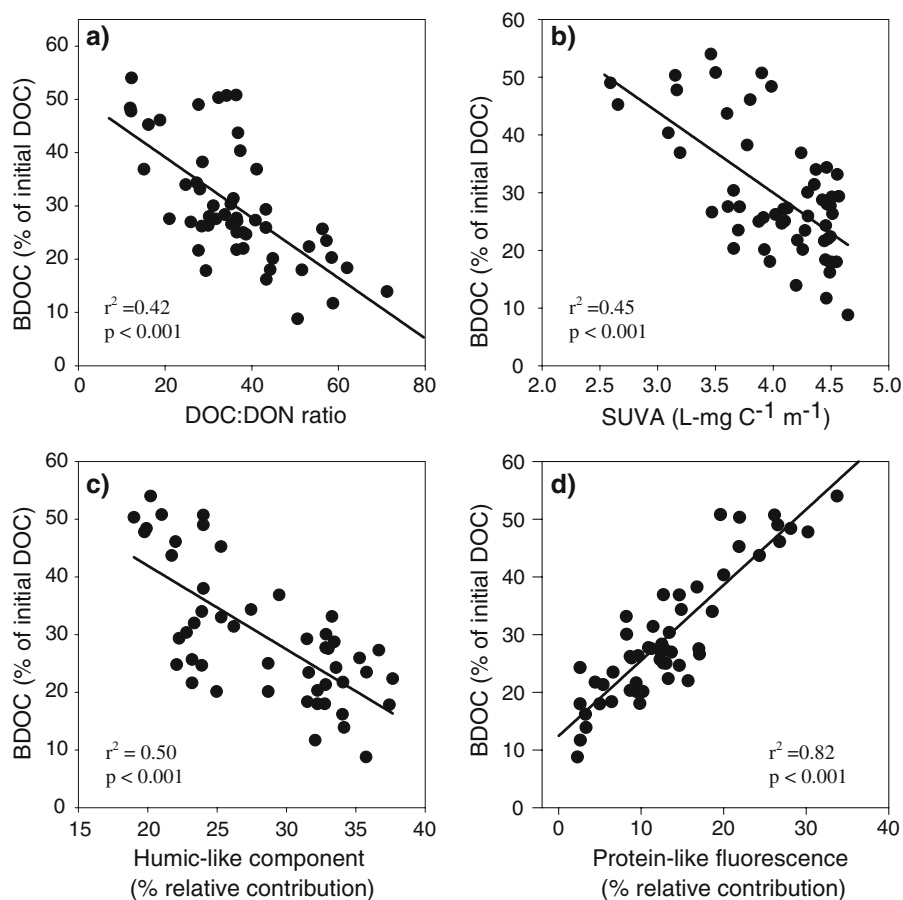 a)
BDOC (% of initial DOC)
60
50
40
30
20
10
0
r² =0.42
p < 0.001
0 20 40 60 80
DOC:DON ratio
b)
BDOC (% of initial DOC)
60
50
40
30
20
10
0
r² =0.45
p < 0.001
2.0 2.5 3.0 3.5 4.0 4.5 5.0
SUVA (L-mg C⁻¹ m⁻¹)
c)
BDOC (% of initial DOC)
60
50
40
30
20
10
0
r² = 0.50
p < 0.001
15 20 25 30 35 40
Humic-like component
(% relative contribution)
d)
BDOC (% of initial DOC)
60
50
40
30
20
10
0
r² =0.82
p < 0.001
0 10 20 30 40
Protein-like fluorescence
(% relative contribution)